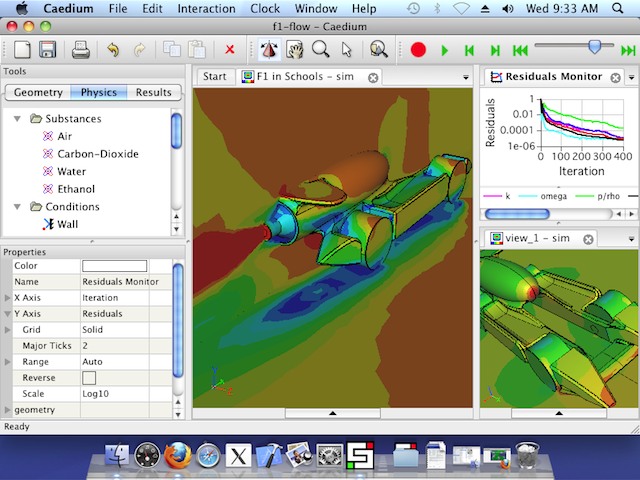 Caedium File Edit Interaction Clock Window Wed 9:33 AM
f1-flow – Caedium
Tools
Geometry Physics Results
Substances
Air
Carbon-Dioxide
Water
Ethanol
Conditions
Wall
Properties
Color
Name Residuals Monitor
X Axis Iteration
Y Axis Residuals
Grid Solid
Major Ticks 2
Range Auto
Reverse
Scale Log10
geometry
Ready
Start F1 in Schools - sim
Residuals Monitor
Residuals
1
0.01
0.0001
1e-06
0 100 200 300 400
Iteration
k omega p/rho
view_1 - sim